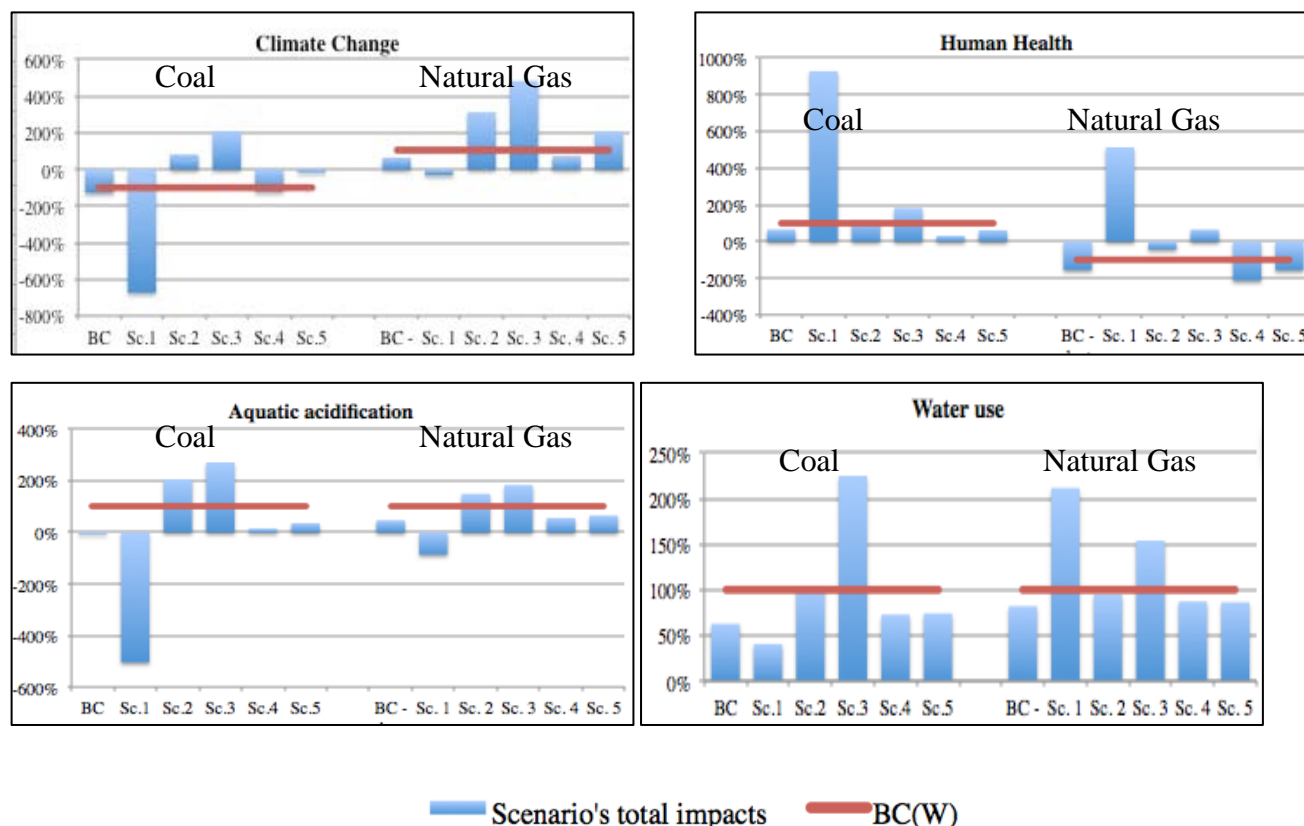 Climate Change
Coal Natural Gas
600%
400%
200%
0%
-200%
-400%
-600%
-800%
BC Sc.1 Sc.2 Sc.3 Sc.4 Sc.5 BC - Sc. 1 Sc. 2 Sc. 3 Sc. 4 Sc. 5
Human Health
Coal Natural Gas
1000%
800%
600%
400%
200%
0%
-200%
-400%
BC Sc.1 Sc.2 Sc.3 Sc.4 Sc.5 BC - Sc. 1 Sc. 2 Sc. 3 Sc. 4 Sc. 5
Aquatic acidification
Coal Natural Gas
400%
200%
0%
-200%
-400%
-600%
BC Sc.1 Sc.2 Sc.3 Sc.4 Sc.5 BC - Sc. 1 Sc. 2 Sc. 3 Sc. 4 Sc. 5
Water use
Coal Natural Gas
250%
200%
150%
100%
50%
0%
BC Sc.1 Sc.2 Sc.3 Sc.4 Sc.5 BC - Sc. 1 Sc. 2 Sc. 3 Sc. 4 Sc. 5
Scenario's total impacts BC(W)